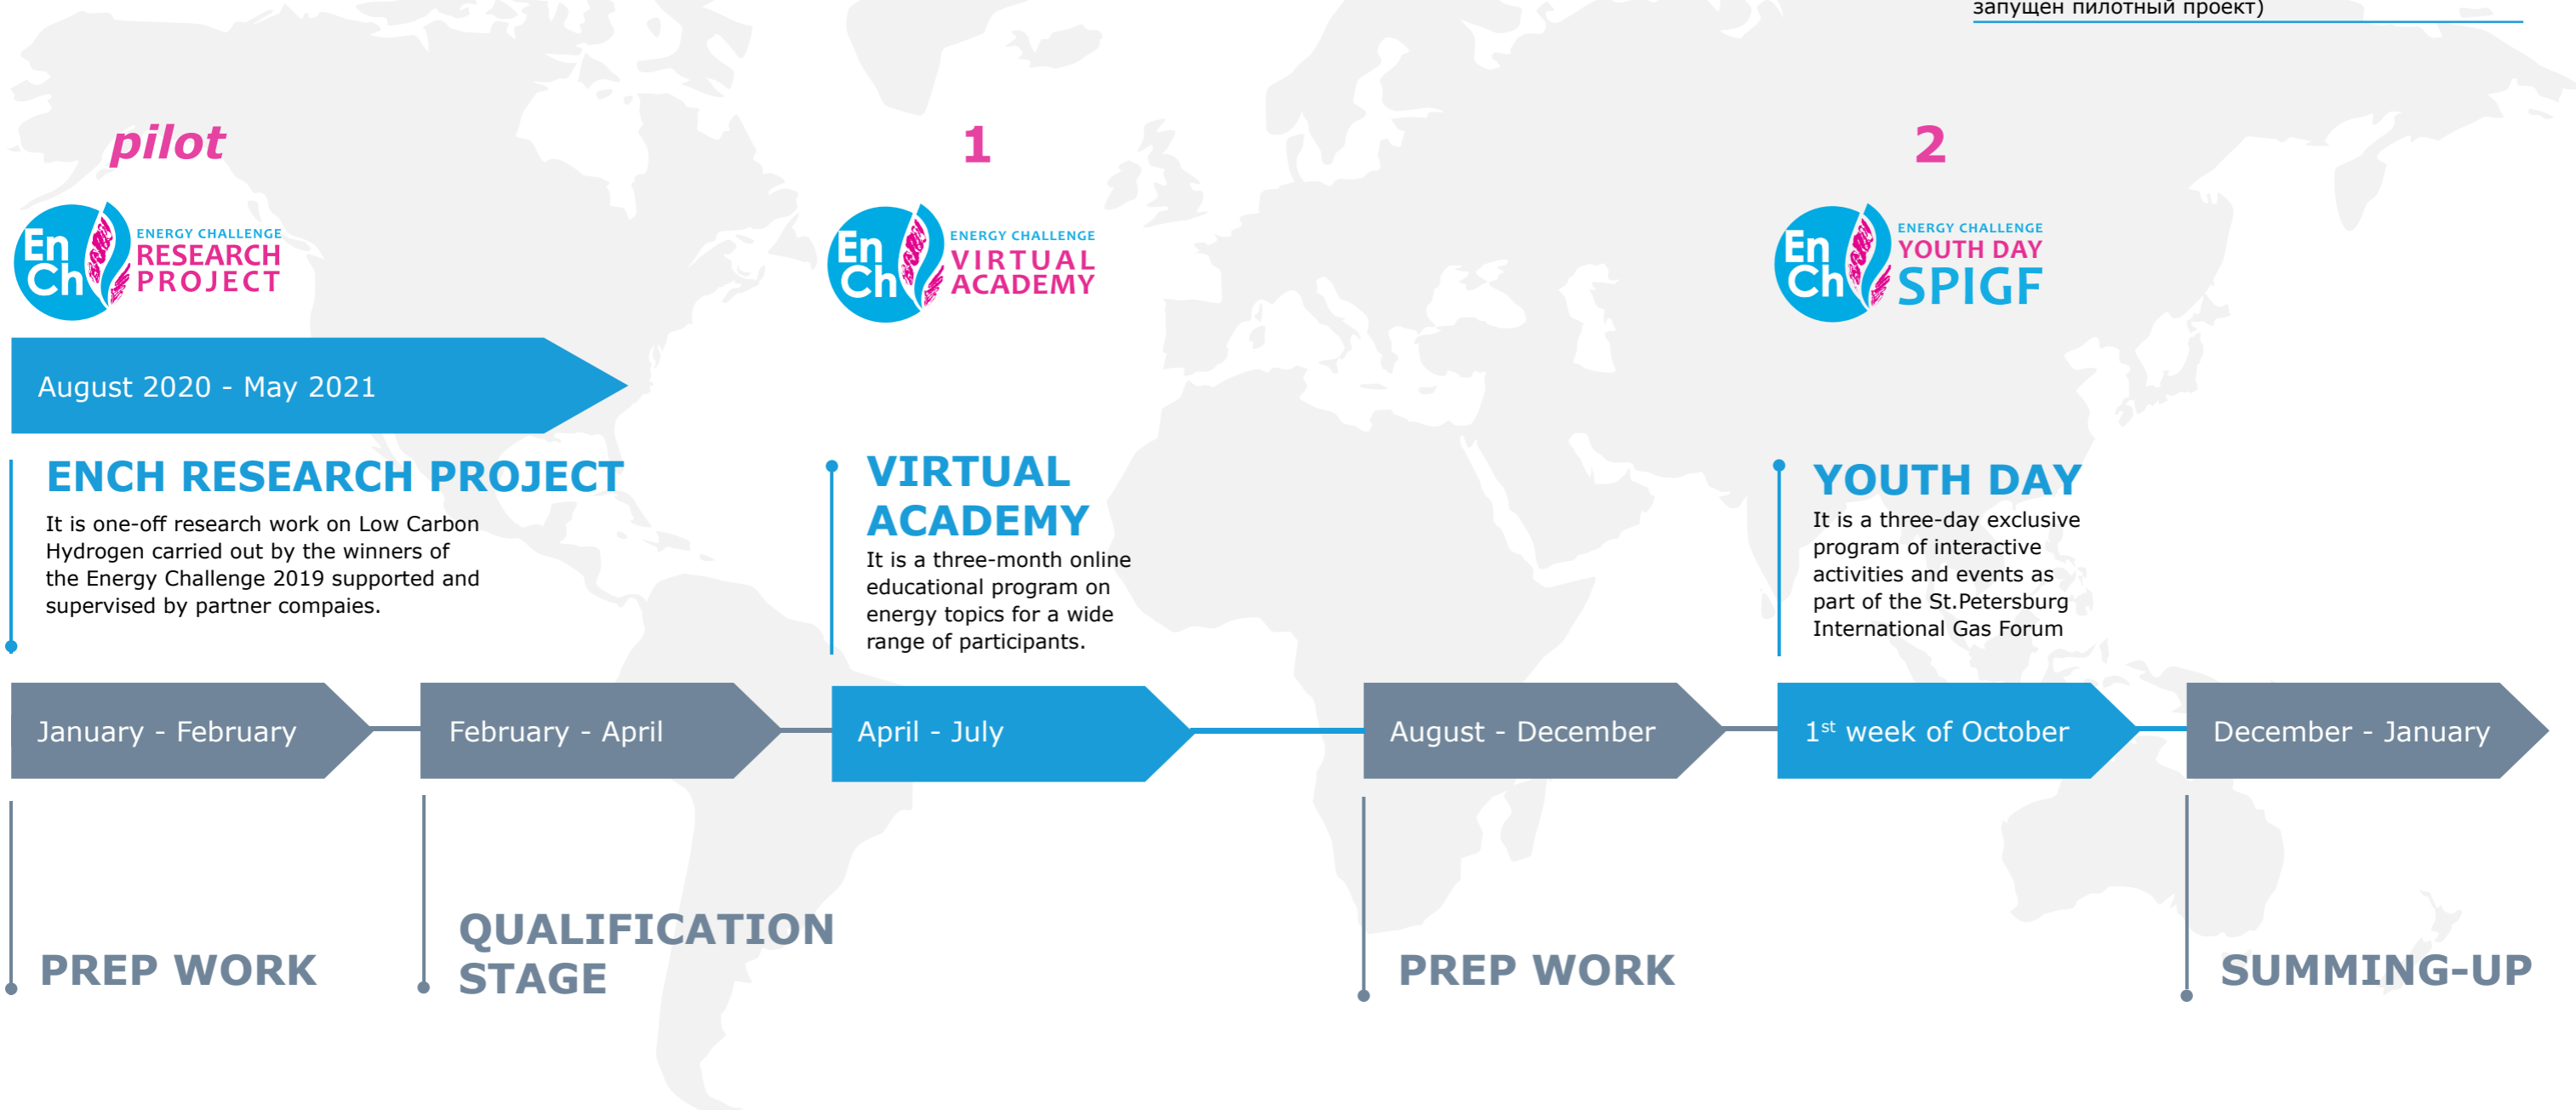 запущен пилотный проект)
pilot
En
Ch
ENERGY CHALLENGE
RESEARCH
PROJECT
August 2020 - May 2021
ENCH RESEARCH PROJECT
It is one-off research work on Low Carbon
Hydrogen carried out by the winners of
the Energy Challenge 2019 supported and
supervised by partner compaies.
1
En
Ch
ENERGY CHALLENGE
VIRTUAL
ACADEMY
VIRTUAL
ACADEMY
It is a three-month online
educational program on
energy topics for a wide
range of participants.
2
En
Ch
ENERGY CHALLENGE
YOUTH DAY
SPIGF
YOUTH DAY
It is a three-day exclusive
program of interactive
activities and events as
part of the St.Petersburg
International Gas Forum
January - February
February - April
April - July
August - December
1st week of October
December - January
PREP WORK
QUALIFICATION
STAGE
PREP WORK
SUMMING-UP